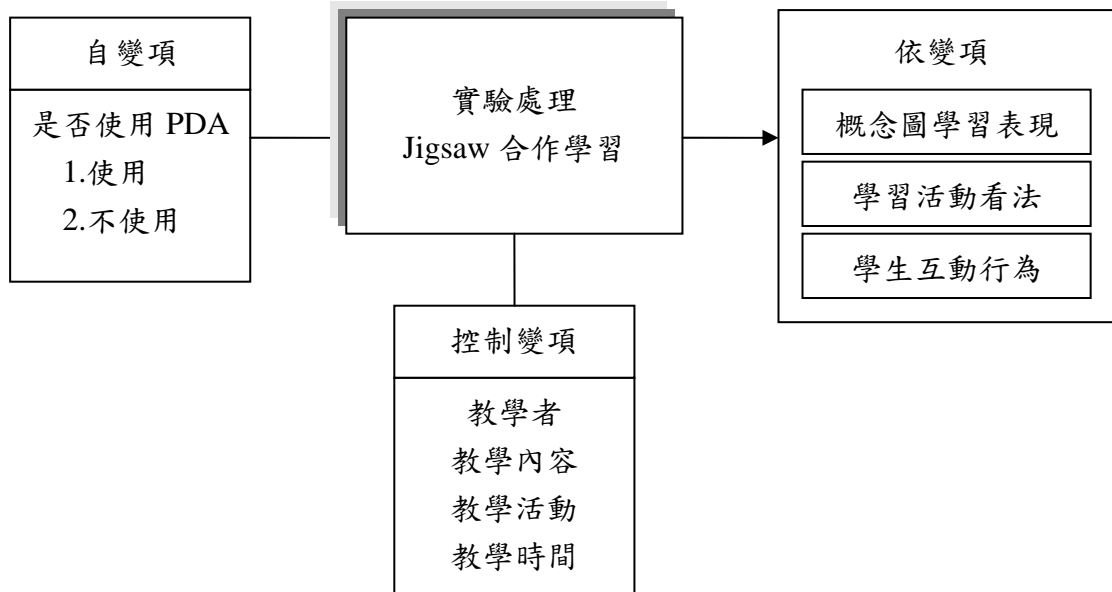 自變項
是否使用 PDA
1.使用
2.不使用
實驗處理
Jigsaw 合作學習
依變項
概念圖學習表現
學習活動看法
學生互動行為
控制變項
教學者
教學內容
教學活動
教學時間